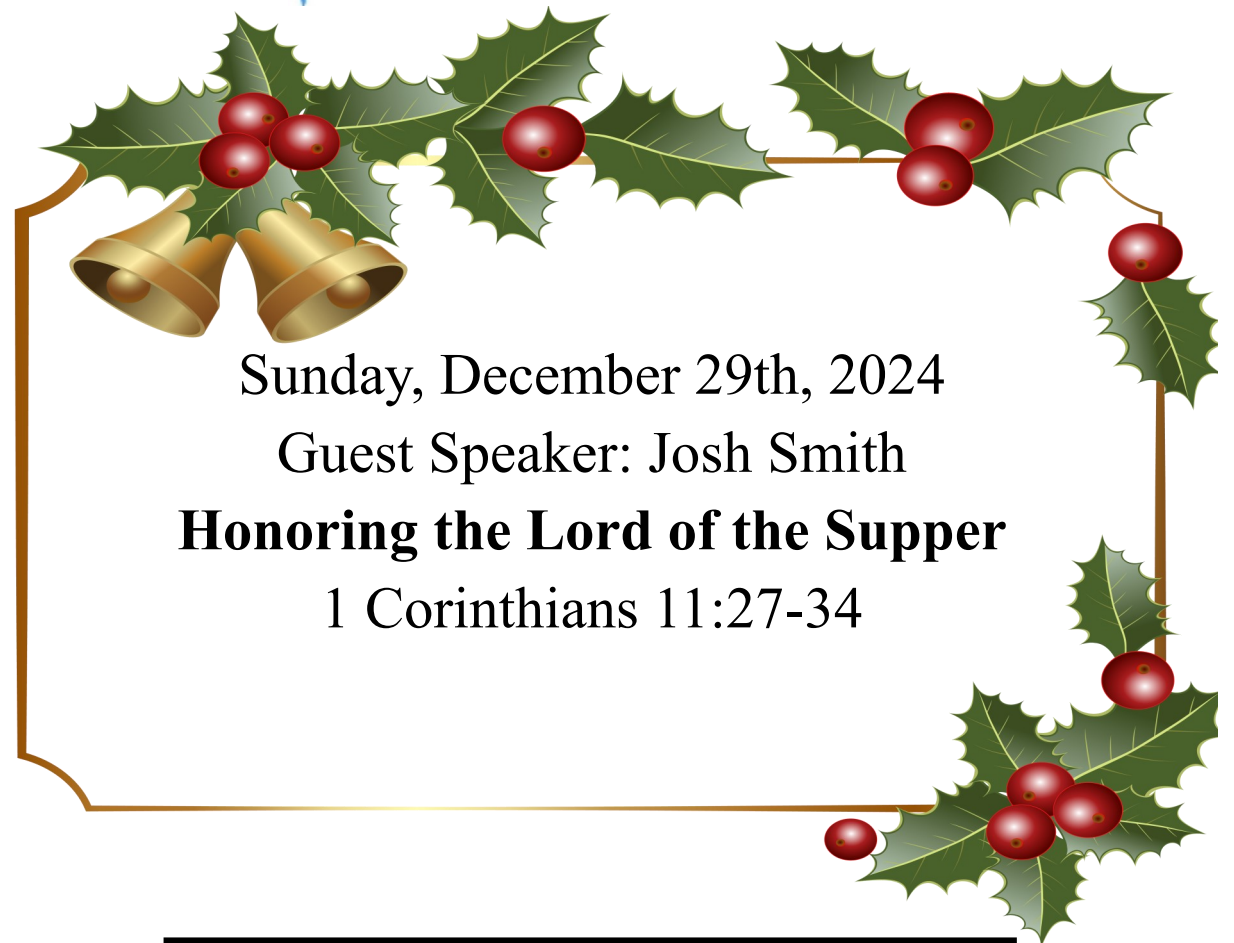 Sunday, December 29th, 2024
Guest Speaker: Josh Smith
Honoring the Lord of the Supper
1 Corinthians 11:27-34